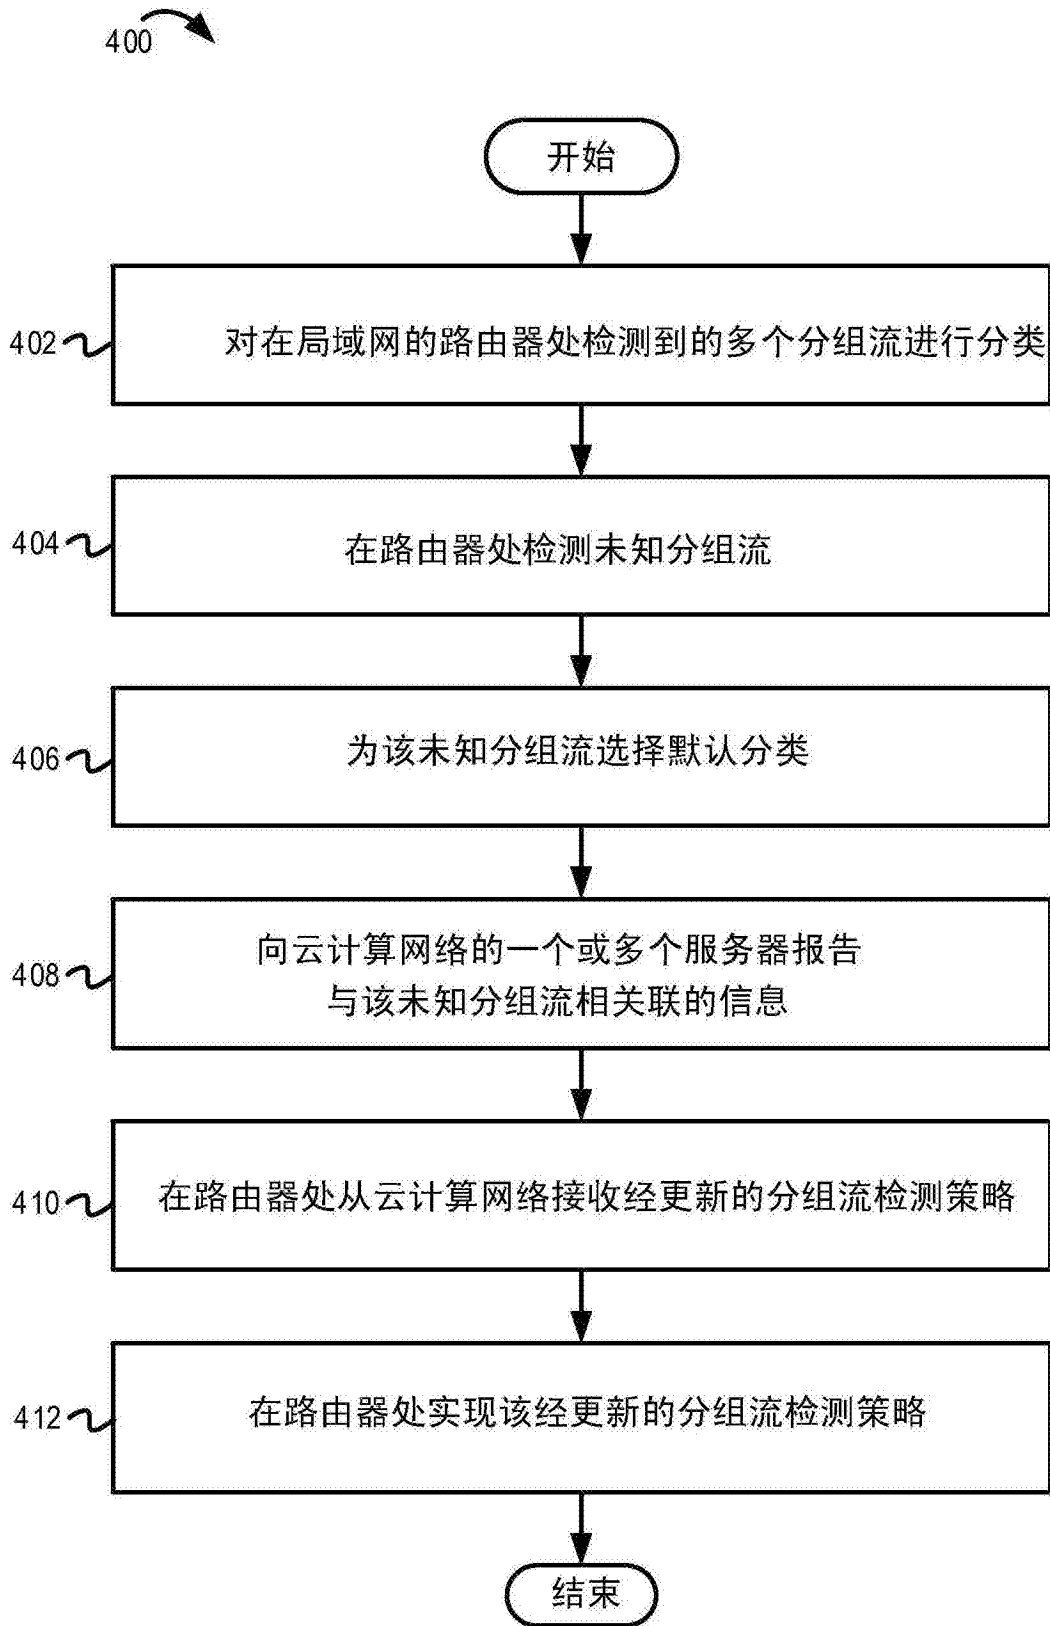 400
开始
402
对在局域网的路由器处检测到的多个分组流进行分类
404
在路由器处检测未知分组流
406
为该未知分组流选择默认分类
408
向云计算网络的一个或多个服务器报告
与该未知分组流相关联的信息
410
在路由器处从云计算网络接收经更新的分组流检测策略
412
在路由器处实现该经更新的分组流检测策略
结束